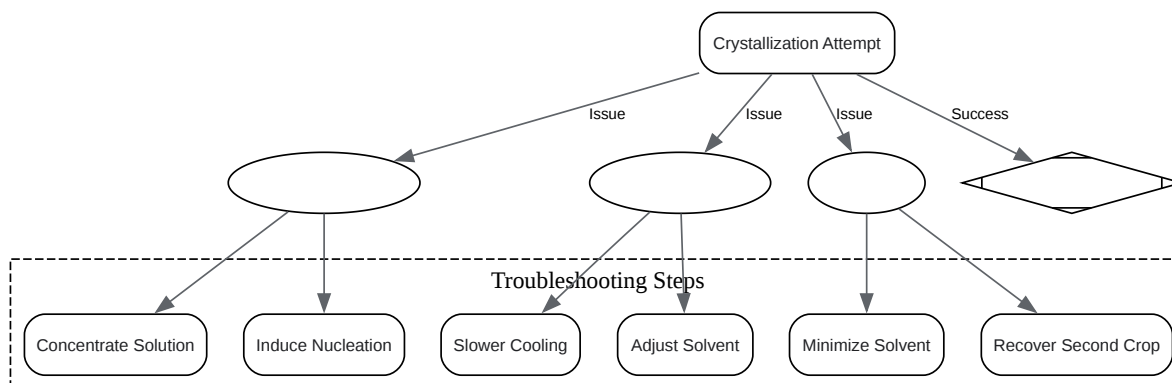 Crystallization Attempt
Issue
Issue
Issue
Success
Troubleshooting Steps
Concentrate Solution
Induce Nucleation
Slower Cooling
Adjust Solvent
Minimize Solvent
Recover Second Crop